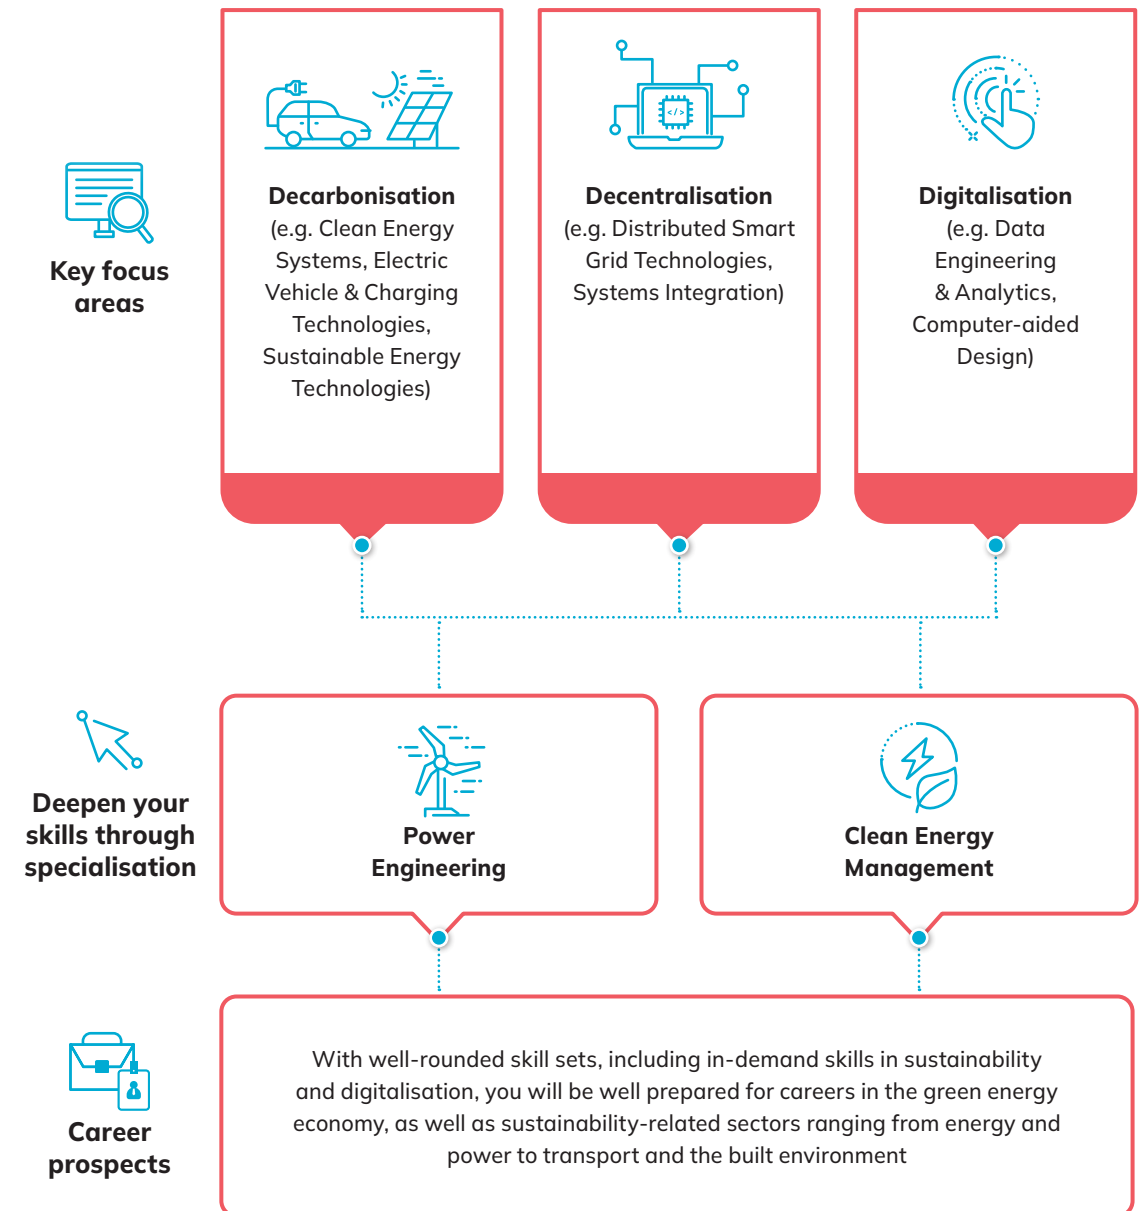 Key focus
areas
Decarbonisation
(e.g. Clean Energy
Systems, Electric
Vehicle & Charging
Technologies,
Sustainable Energy
Technologies)
</>
Decentralisation
(e.g. Distributed Smart
Grid Technologies,
Systems Integration)
Digitalisation
(e.g. Data
Engineering
& Analytics,
Computer-aided
Design)
Deepen your
skills through
specialisation
Power
Engineering
Clean Energy
Management
Career
prospects
With well-rounded skill sets, including in-demand skills in sustainability
and digitalisation, you will be well prepared for careers in the green energy
economy, as well as sustainability-related sectors ranging from energy and
power to transport and the built environment